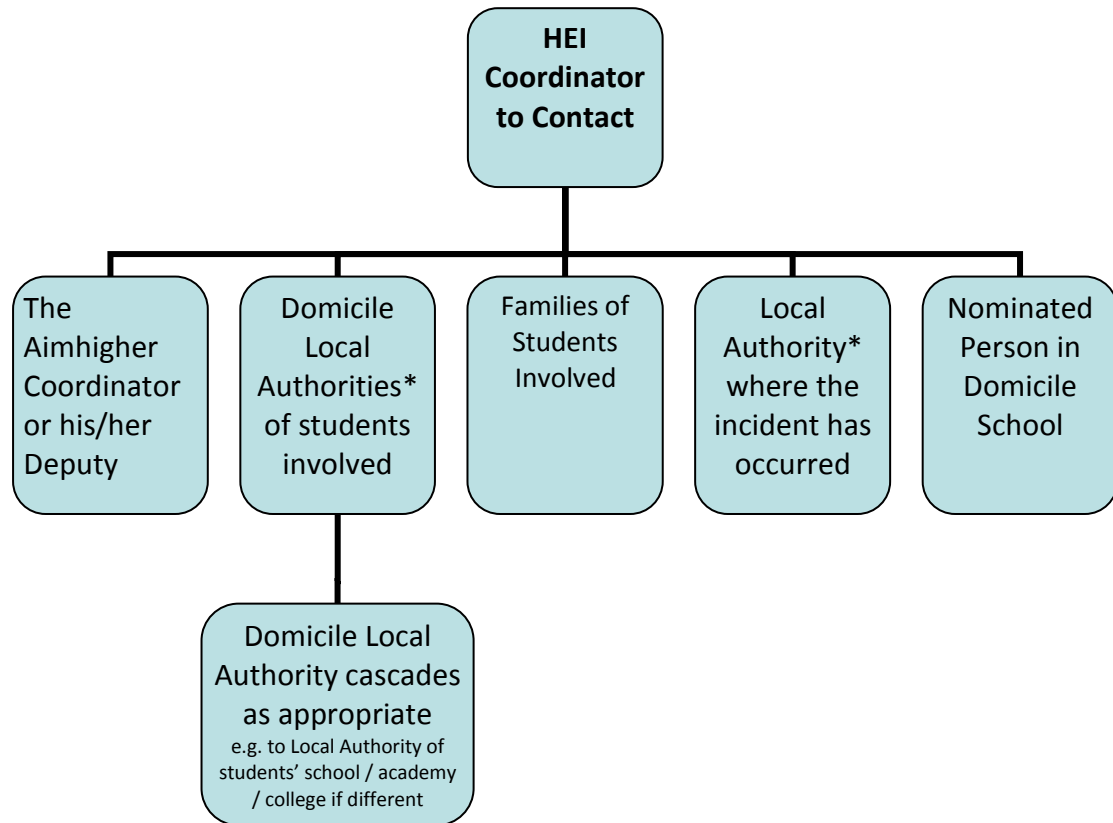 HEI
Coordinator
to Contact
The
Aimhigher
Coordinator
or his/her
Deputy
Domicile
Local
Authorities*
of students
involved
Families of
Students
Involved
Local
Authority*
where the
incident has
occurred
Nominated
Person in
Domicile
School
Domicile Local
Authority cascades
as appropriate
e.g. to Local Authority of
students’ school / academy
/ college if different